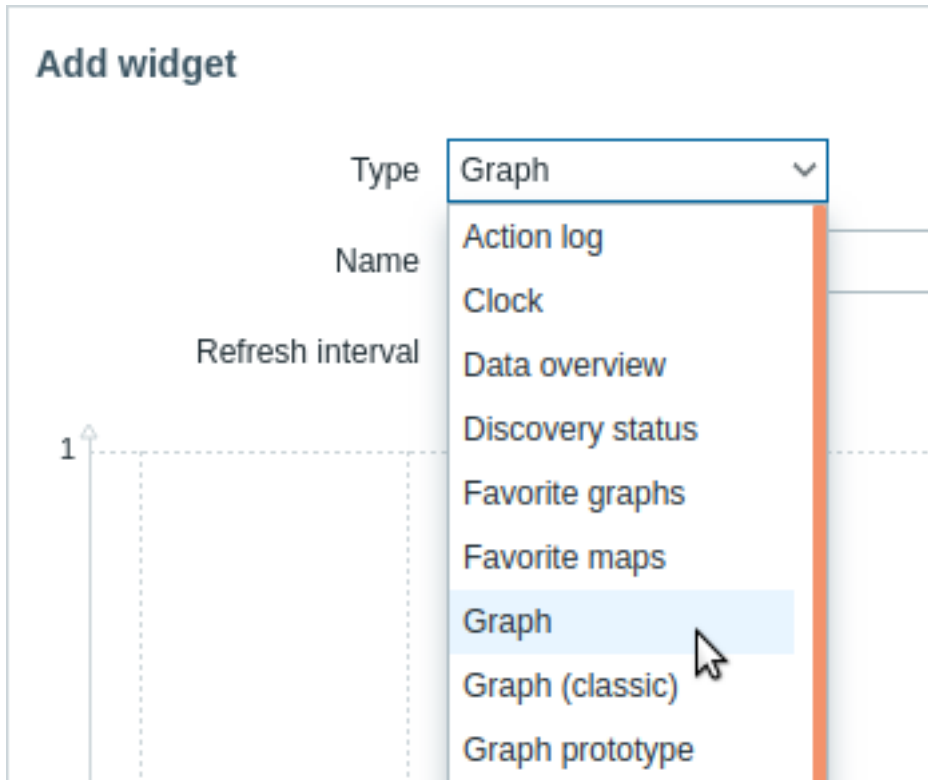 Add widget
Type Graph
Action log
Name
Clock
Refresh interval
Data overview
Discovery status
1
Favorite graphs
Favorite maps
Graph
Graph (classic)
Graph prototype